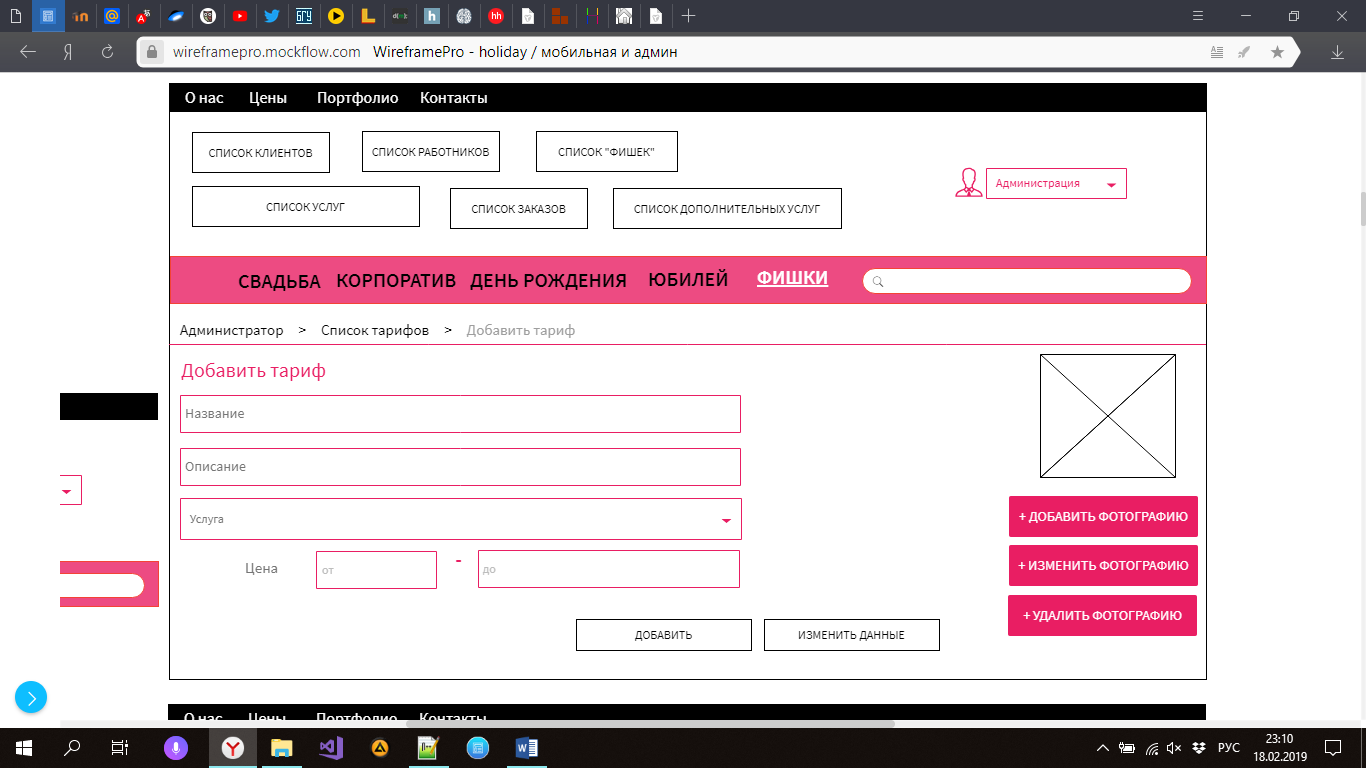 wireframepro.mockflow.com WireframePro - holiday / мобильная и админ
О нас Цены Портфолио Контакты
СПИСОК КЛИЕНТОВ СПИСОК РАБОТНИКОВ СПИСОК "ФИШЕК"
Администрация
СПИСОК УСЛУГ СПИСОК ЗАКАЗОВ СПИСОК ДОПОЛНИТЕЛЬНЫХ УСЛУГ
СВАДЬБА КОРПОРАТИВ ДЕНЬ РОЖДЕНИЯ ЮБИЛЕЙ ФИШКИ
Администратор > Список тарифов > Добавить тариф
Добавить тариф
Название
Описание
Услуга
Цена от - до
+ ДОБАВИТЬ ФОТОГРАФИЮ
+ ИЗМЕНИТЬ ФОТОГРАФИЮ
+ УДАЛИТЬ ФОТОГРАФИЮ
ДОБАВИТЬ ИЗМЕНИТЬ ДАННЫЕ
О нас Цены Портфолио Контакты
РУС 23:10
18.02.2019